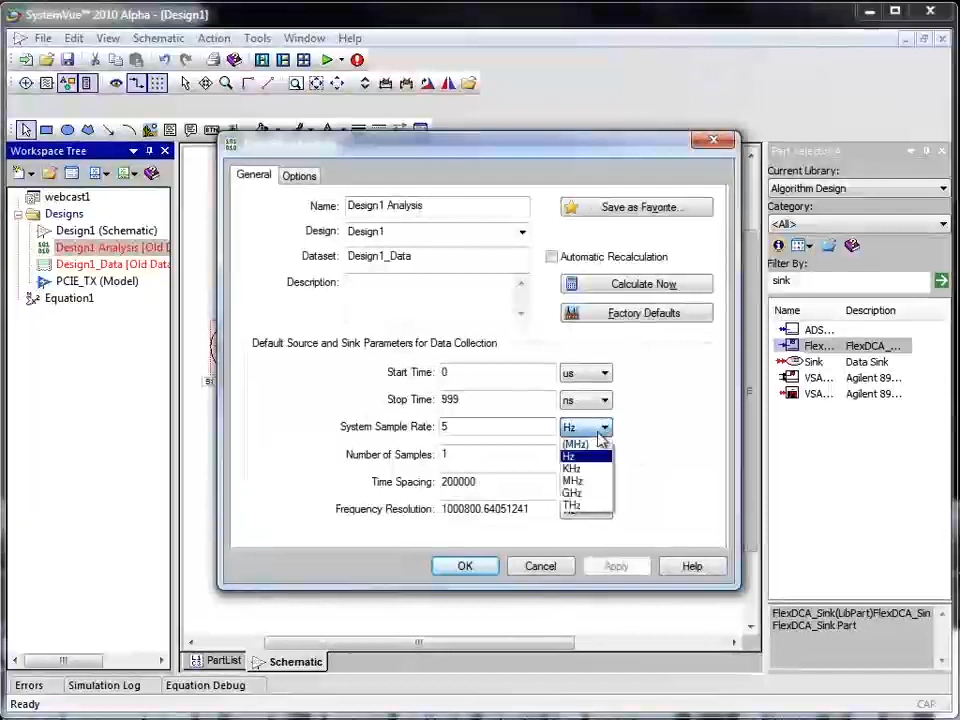 SystemVue™ 2010 Alpha - [Design1]
File Edit View Schematic Action Tools Window Help
Workspace Tree
webcast1
Designs
Design1 (Schematic)
Design1 Analysis [Old D
Design1_Data [Old Data
PCIE_TX (Model)
Equation1
General Options
Name: Design1 Analysis
Save as Favorite...
Design: Design1
Dataset: Design1_Data
Automatic Recalculation
Description:
Calculate Now
Factory Defaults
Default Source and Sink Parameters for Data Collection
Start Time: 0 us
Stop Time: 999 ns
System Sample Rate: 5 Hz
(MHz)
Hz
KHz
MHz
GHz
THz
Number of Samples: 1
Time Spacing: 200000
Frequency Resolution: 1000800.64051241
OK Cancel Apply Help
Current Library:
Algorithm Design
Category:
<All>
Filter By:
sink
Name Description
ADS...
Flex... FlexDCA_...
Sink Data Sink
VSA... Agilent 89...
VSA... Agilent 89...
FlexDCA_Sink(LibPart)FlexDCA_Sin
FlexDCA_Sink Part
PartList Schematic
Errors Simulation Log Equation Debug
Ready CAP